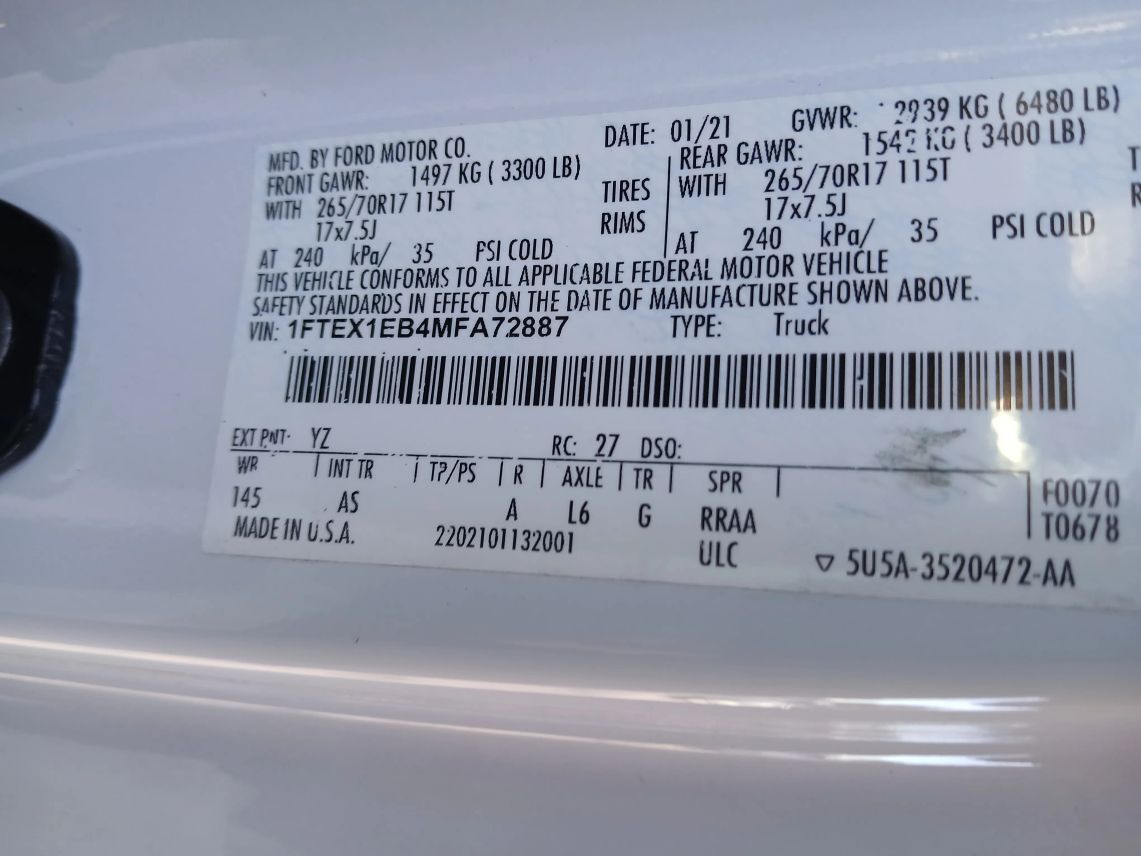 MFD. BY FORD MOTOR CO. DATE: 01/21 GVWR: 2939 KG ( 6480 LB)
FRONT GAWR: 1497 KG ( 3300 LB) REAR GAWR: 1542 KG ( 3400 LB)
WITH 265/70R17 115T TIRES WITH 265/70R17 115T
17x7.5J RIMS 17x7.5J
AT 240 kPa/ 35 PSI COLD AT 240 kPa/ 35 PSI COLD
THIS VEHICLE CONFORMS TO ALL APPLICABLE FEDERAL MOTOR VEHICLE
SAFETY STANDARDS IN EFFECT ON THE DATE OF MANUFACTURE SHOWN ABOVE.
VIN: 1FTEX1EB4MFA72887 TYPE: Truck
EXT PNT: YZ RC: 27 DSO:
WR INT TR TP/PS R AXLE TR SPR
145 AS A L6 G RRAA F0070
MADE IN U.S.A. 2202101132001 ULC T0678
▽ 5U5A-3520472-AA